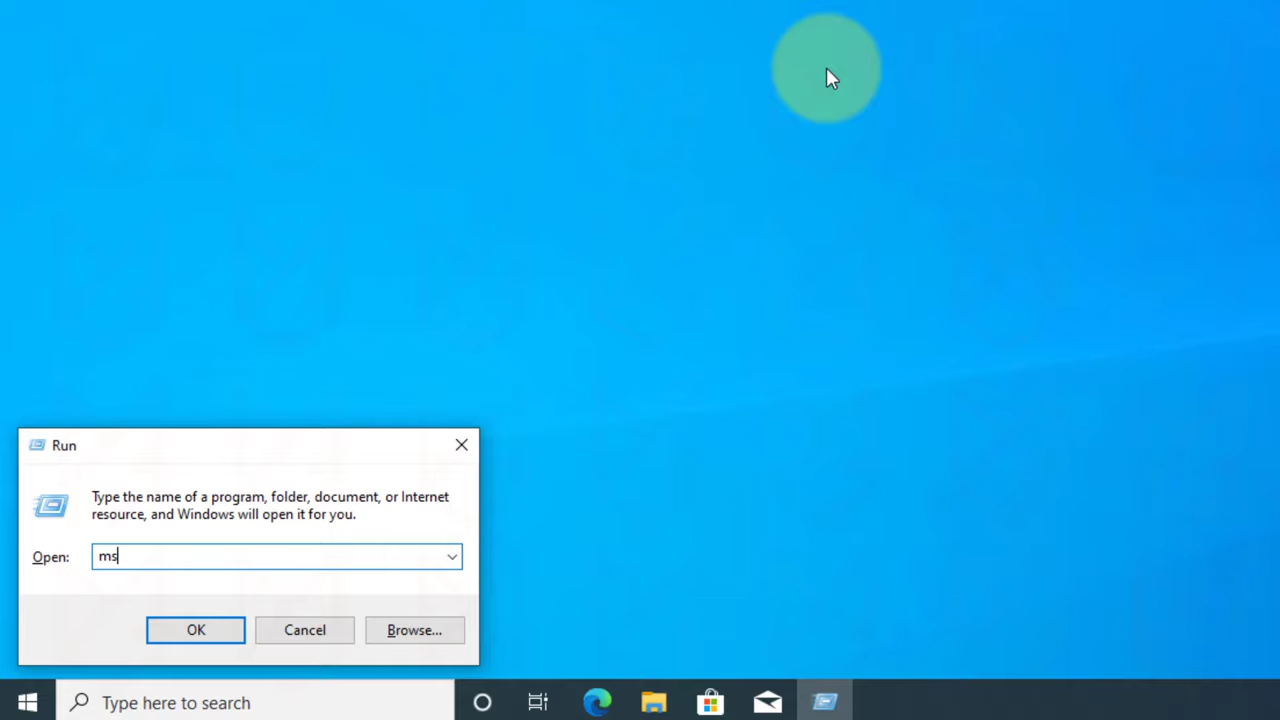 Run
Type the name of a program, folder, document, or Internet
resource, and Windows will open it for you.
Open: ms
OK Cancel Browse...
Type here to search